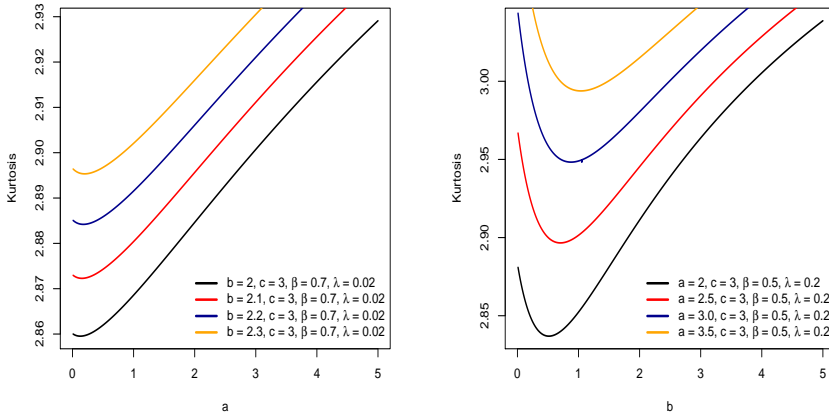 2.93
2.92
2.91
2.90
2.89
2.88
2.87
2.86
Kurtosis
b = 2, c = 3, β = 0.7, λ = 0.02
b = 2.1, c = 3, β = 0.7, λ = 0.02
b = 2.2, c = 3, β = 0.7, λ = 0.02
b = 2.3, c = 3, β = 0.7, λ = 0.02
0 1 2 3 4 5
a
3.00
2.95
2.90
2.85
Kurtosis
a = 2, c = 3, β = 0.5, λ = 0.2
a = 2.5, c = 3, β = 0.5, λ = 0.2
a = 3.0, c = 3, β = 0.5, λ = 0.2
a = 3.5, c = 3, β = 0.5, λ = 0.2
0 1 2 3 4 5
b